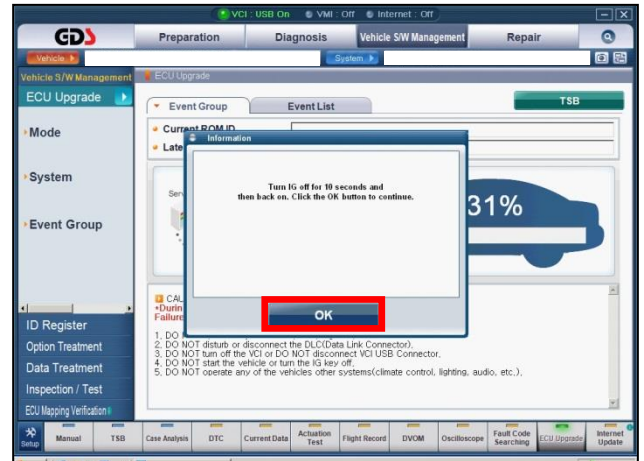 VCI : USB On VMI : Off Internet : Off
GDS Preparation Diagnosis Vehicle S/W Management Repair
Vehicle System
Vehicle S/W Management ECU Upgrade
ECU Upgrade
Event Group Event List TSB
Mode
Current ROM ID
Late
Information
System
Turn IG off for 10 seconds and
then back on. Click the OK button to continue.
31%
Event Group
OK
Failure
ID Register
Option Treatment
Data Treatment
Inspection / Test
ECU Mapping Verification
1. DO
2. DO NOT disturb or disconnect the DLC(Data Link Connector).
3. DO NOT turn off the VCI or DO NOT disconnect VCI USB Connector.
4. DO NOT start the vehicle or turn the IG key off.
5. DO NOT operate any of the vehicles other systems(climate control, lighting, audio, etc.).
Setup Manual TSB Case Analysis DTC Current Data Actuation Test Flight Record DVOM Oscilloscope Fault Code Searching ECU Upgrade Internet Update